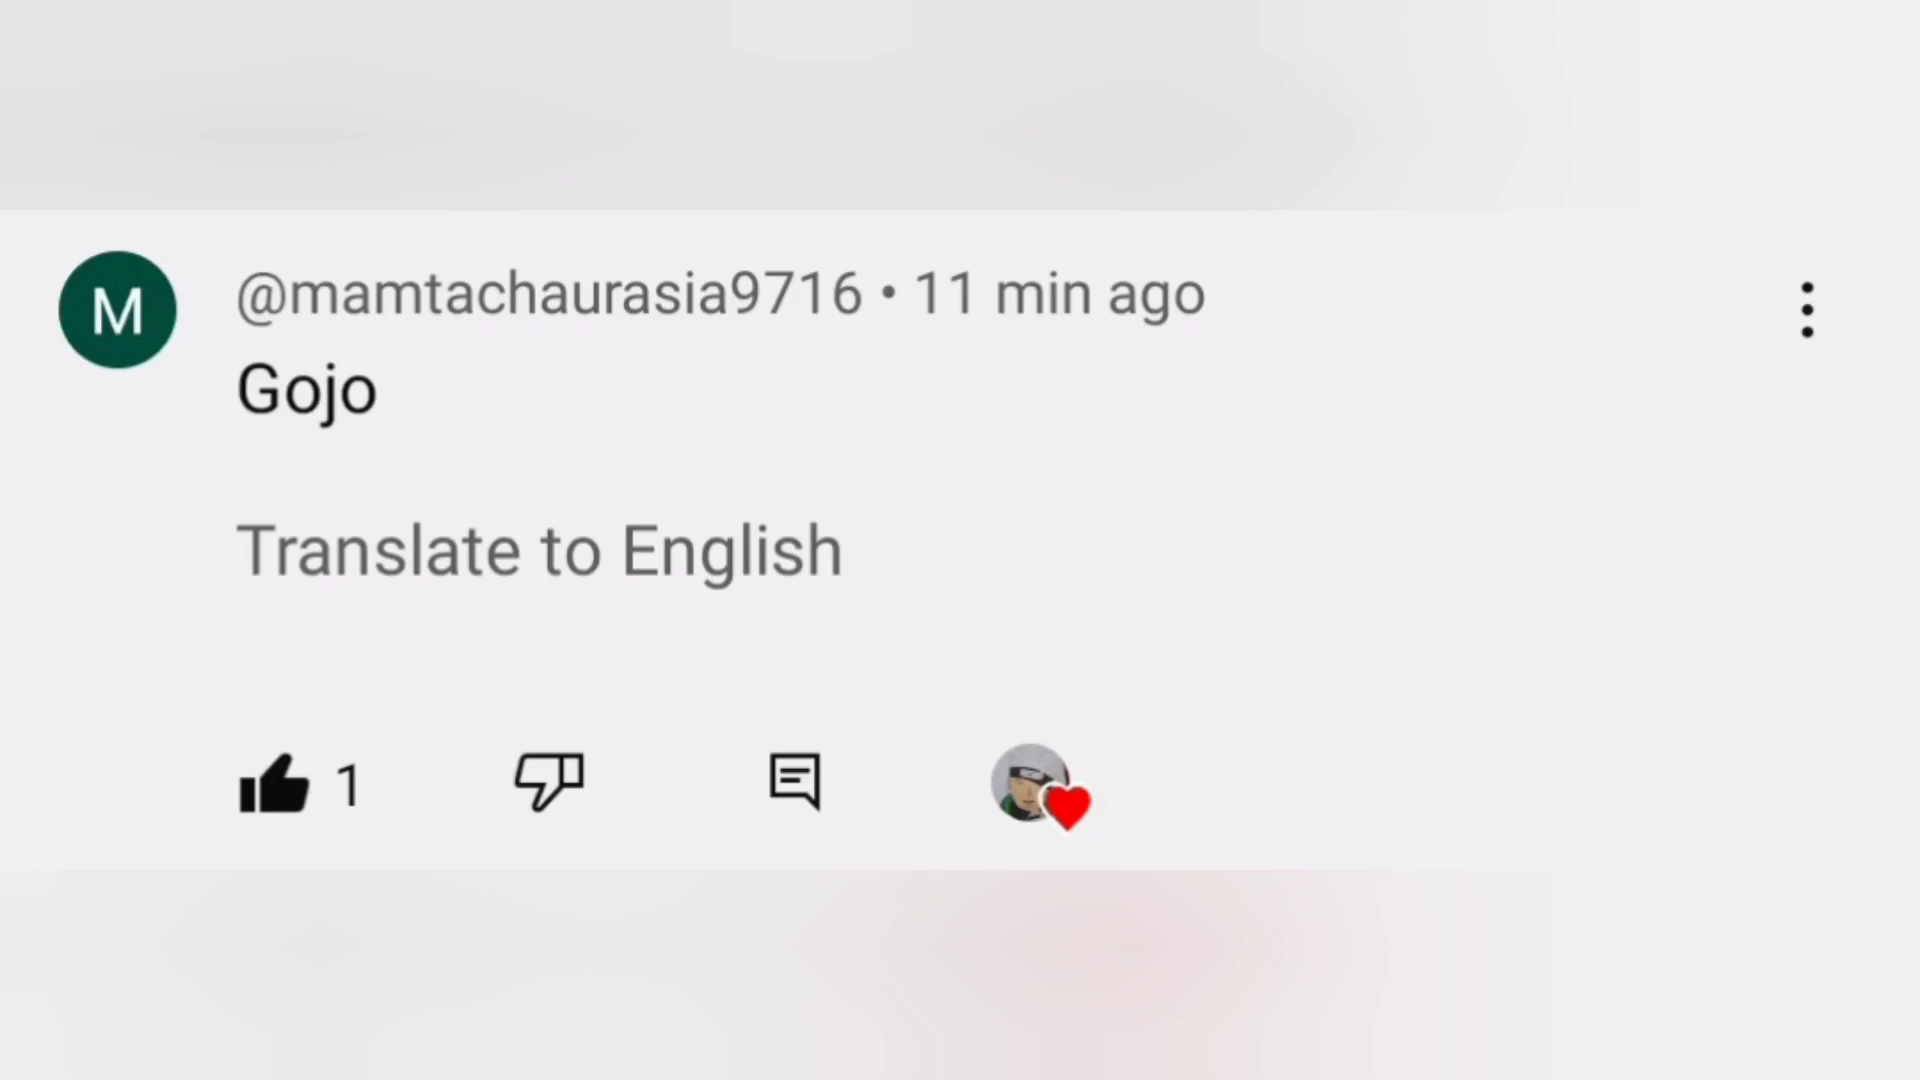 M
@mamtachaurasia9716 • 11 min ago
Gojo
Translate to English
1